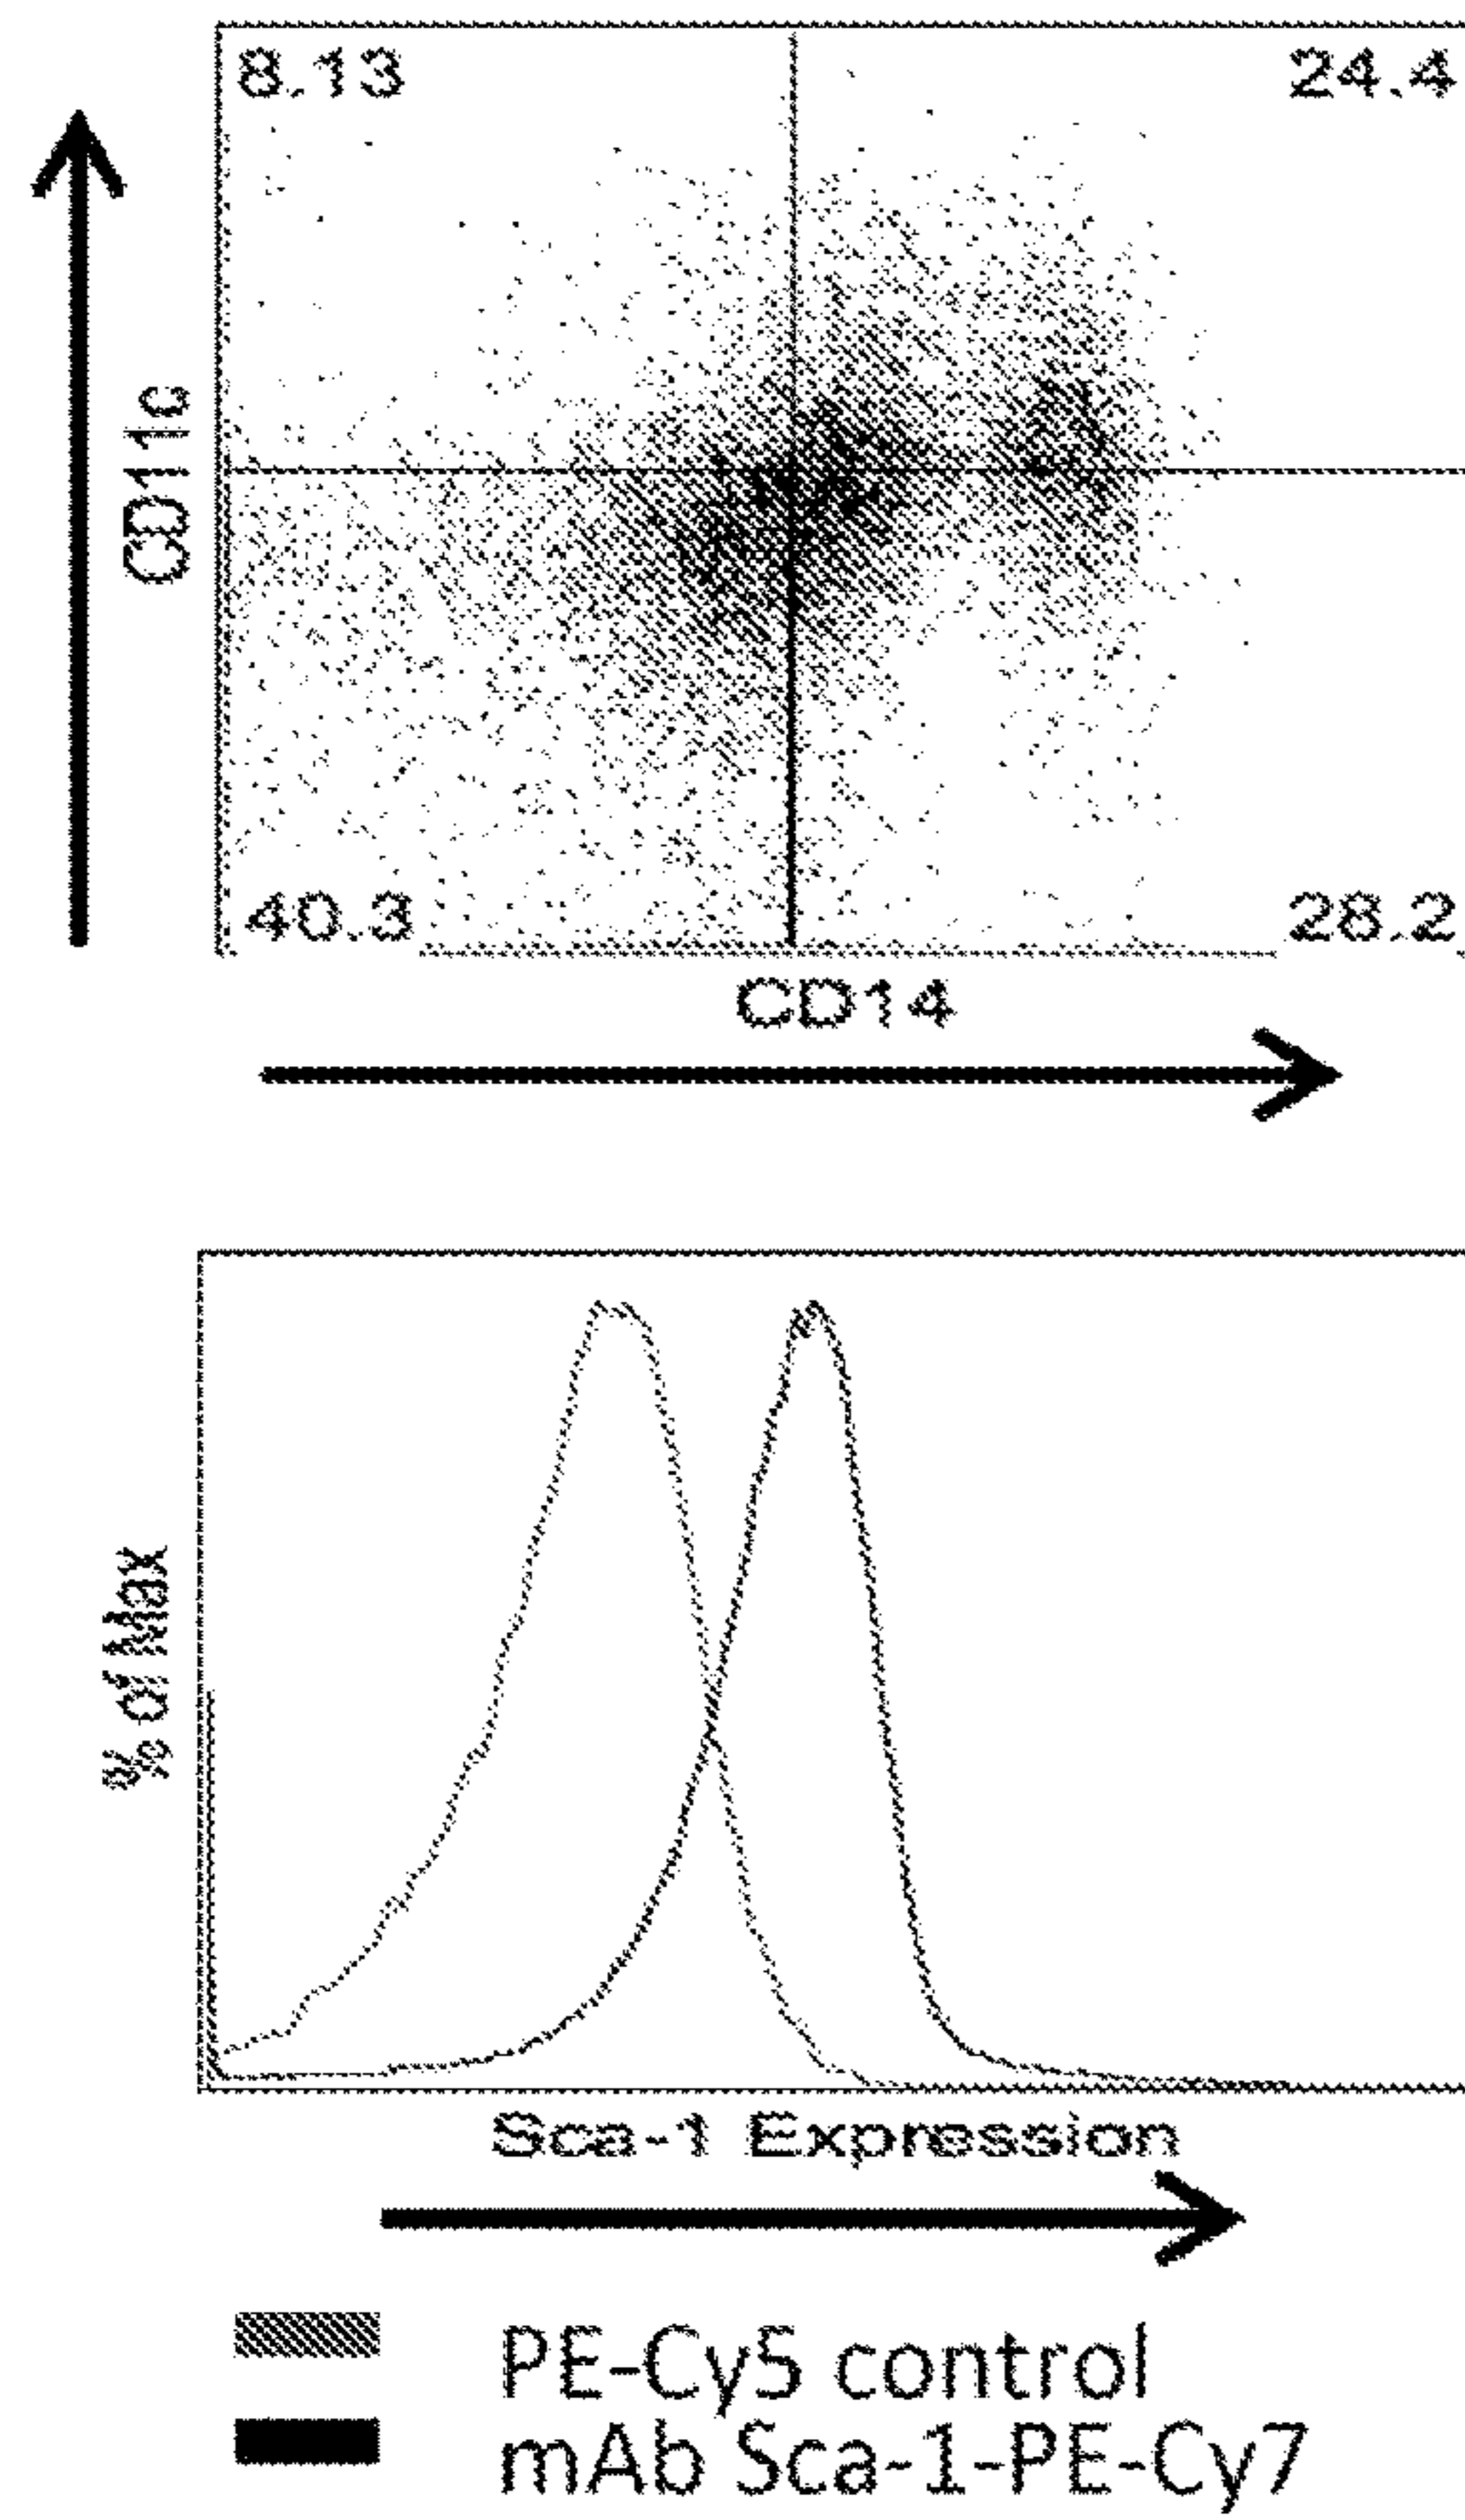 8.13 24.4
CD11c
40.3 28.2
CD14
% of Max
Sca-1 Expression
PE-Cy5 control
mAb Sca-1-PE-Cy7